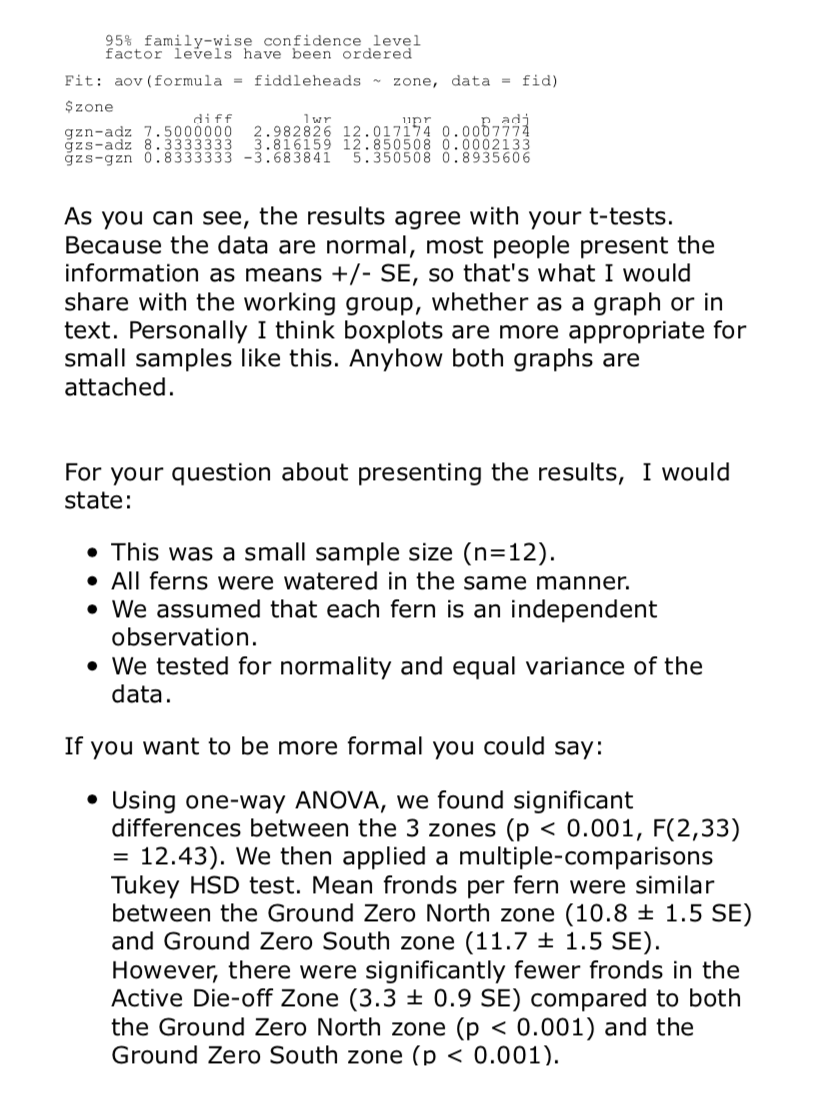 95% family-wise confidence level
factor levels have been ordered
Fit: aov(formula = fiddleheads ~ zone, data = fid)
$zone
diff lwr upr p adj
gzn-adz 7.5000000 2.982826 12.017174 0.0007774
gzs-adz 8.3333333 3.816159 12.850508 0.0002133
gzs-gzn 0.8333333 -3.683841 5.350508 0.8935606
As you can see, the results agree with your t-tests.
Because the data are normal, most people present the
information as means +/- SE, so that's what I would
share with the working group, whether as a graph or in
text. Personally I think boxplots are more appropriate for
small samples like this. Anyhow both graphs are
attached.
For your question about presenting the results,  I would
state:
• This was a small sample size (n=12).
• All ferns were watered in the same manner.
• We assumed that each fern is an independent
observation.
• We tested for normality and equal variance of the
data.
If you want to be more formal you could say:
• Using one-way ANOVA, we found significant
differences between the 3 zones (p < 0.001, F(2,33)
= 12.43). We then applied a multiple-comparisons
Tukey HSD test. Mean fronds per fern were similar
between the Ground Zero North zone (10.8 ± 1.5 SE)
and Ground Zero South zone (11.7 ± 1.5 SE).
However, there were significantly fewer fronds in the
Active Die-off Zone (3.3 ± 0.9 SE) compared to both
the Ground Zero North zone (p < 0.001) and the
Ground Zero South zone (p < 0.001).